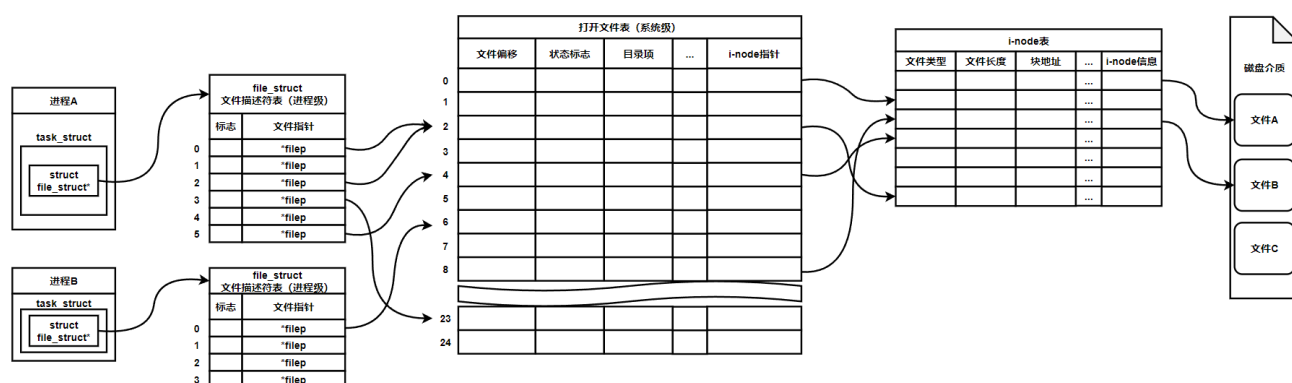 进程A
task_struct
struct
file_struct*
file_struct
文件描述符表（进程级）
标志 文件指针
0 *filep
1 *filep
2 *filep
3 *filep
4 *filep
5 *filep
进程B
task_struct
struct
file_struct*
file_struct
文件描述符表（进程级）
标志 文件指针
0 *filep
1 *filep
2 *filep
3 *filep
打开文件表（系统级）
文件偏移 状态标志 目录项 ... i-node指针
0
1
2
3
4
5
6
7
8
23
24
i-node表
文件类型 文件长度 块地址 ... i-node信息
...
...
...
...
...
...
...
磁盘介质
文件A
文件B
文件C